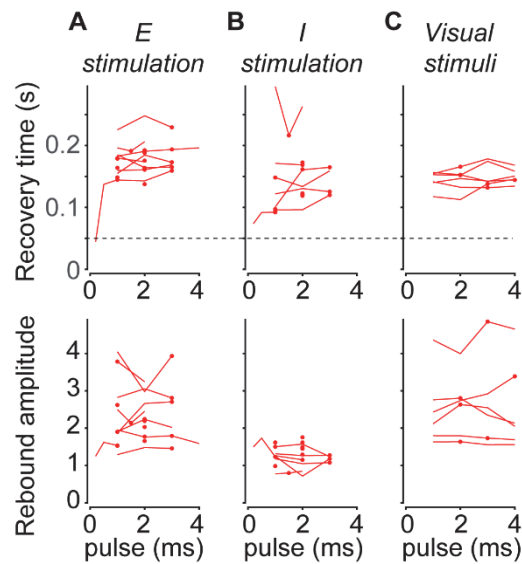 A
E
stimulation
B
I
stimulation
C
Visual
stimuli
Recovery time (s)
0.2
0.1
0
0 2 4
0 2 4
0 2 4
Rebound amplitude
4
3
2
1
0
0 2 4
0 2 4
0 2 4
pulse (ms)
pulse (ms)
pulse (ms)